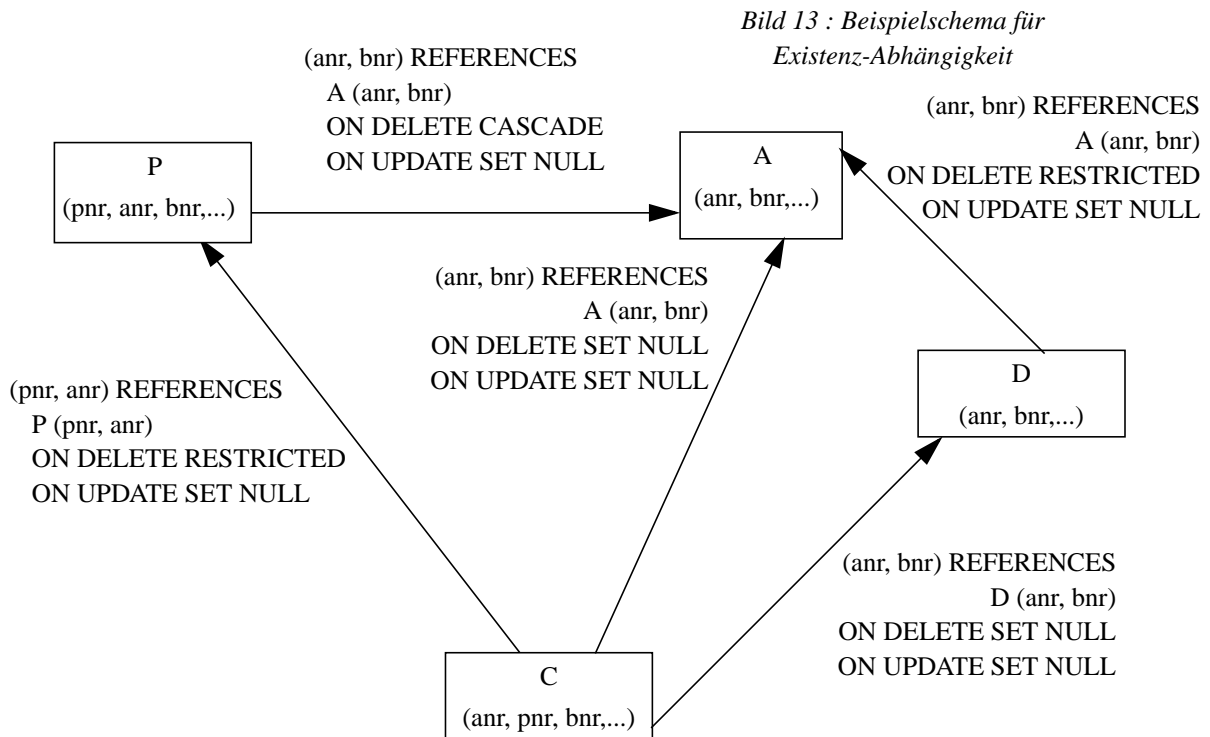 Bild 13 : Beispielschema für
Existenz-Abhängigkeit
(anr, bnr) REFERENCES
A (anr, bnr)
ON DELETE CASCADE
ON UPDATE SET NULL
(anr, bnr) REFERENCES
A (anr, bnr)
ON DELETE RESTRICTED
ON UPDATE SET NULL
P
(pnr, anr, bnr,...)
A
(anr, bnr,...)
(anr, bnr) REFERENCES
A (anr, bnr)
ON DELETE SET NULL
ON UPDATE SET NULL
D
(anr, bnr,...)
(pnr, anr) REFERENCES
P (pnr, anr)
ON DELETE RESTRICTED
ON UPDATE SET NULL
(anr, bnr) REFERENCES
D (anr, bnr)
ON DELETE SET NULL
ON UPDATE SET NULL
C
(anr, pnr, bnr,...)